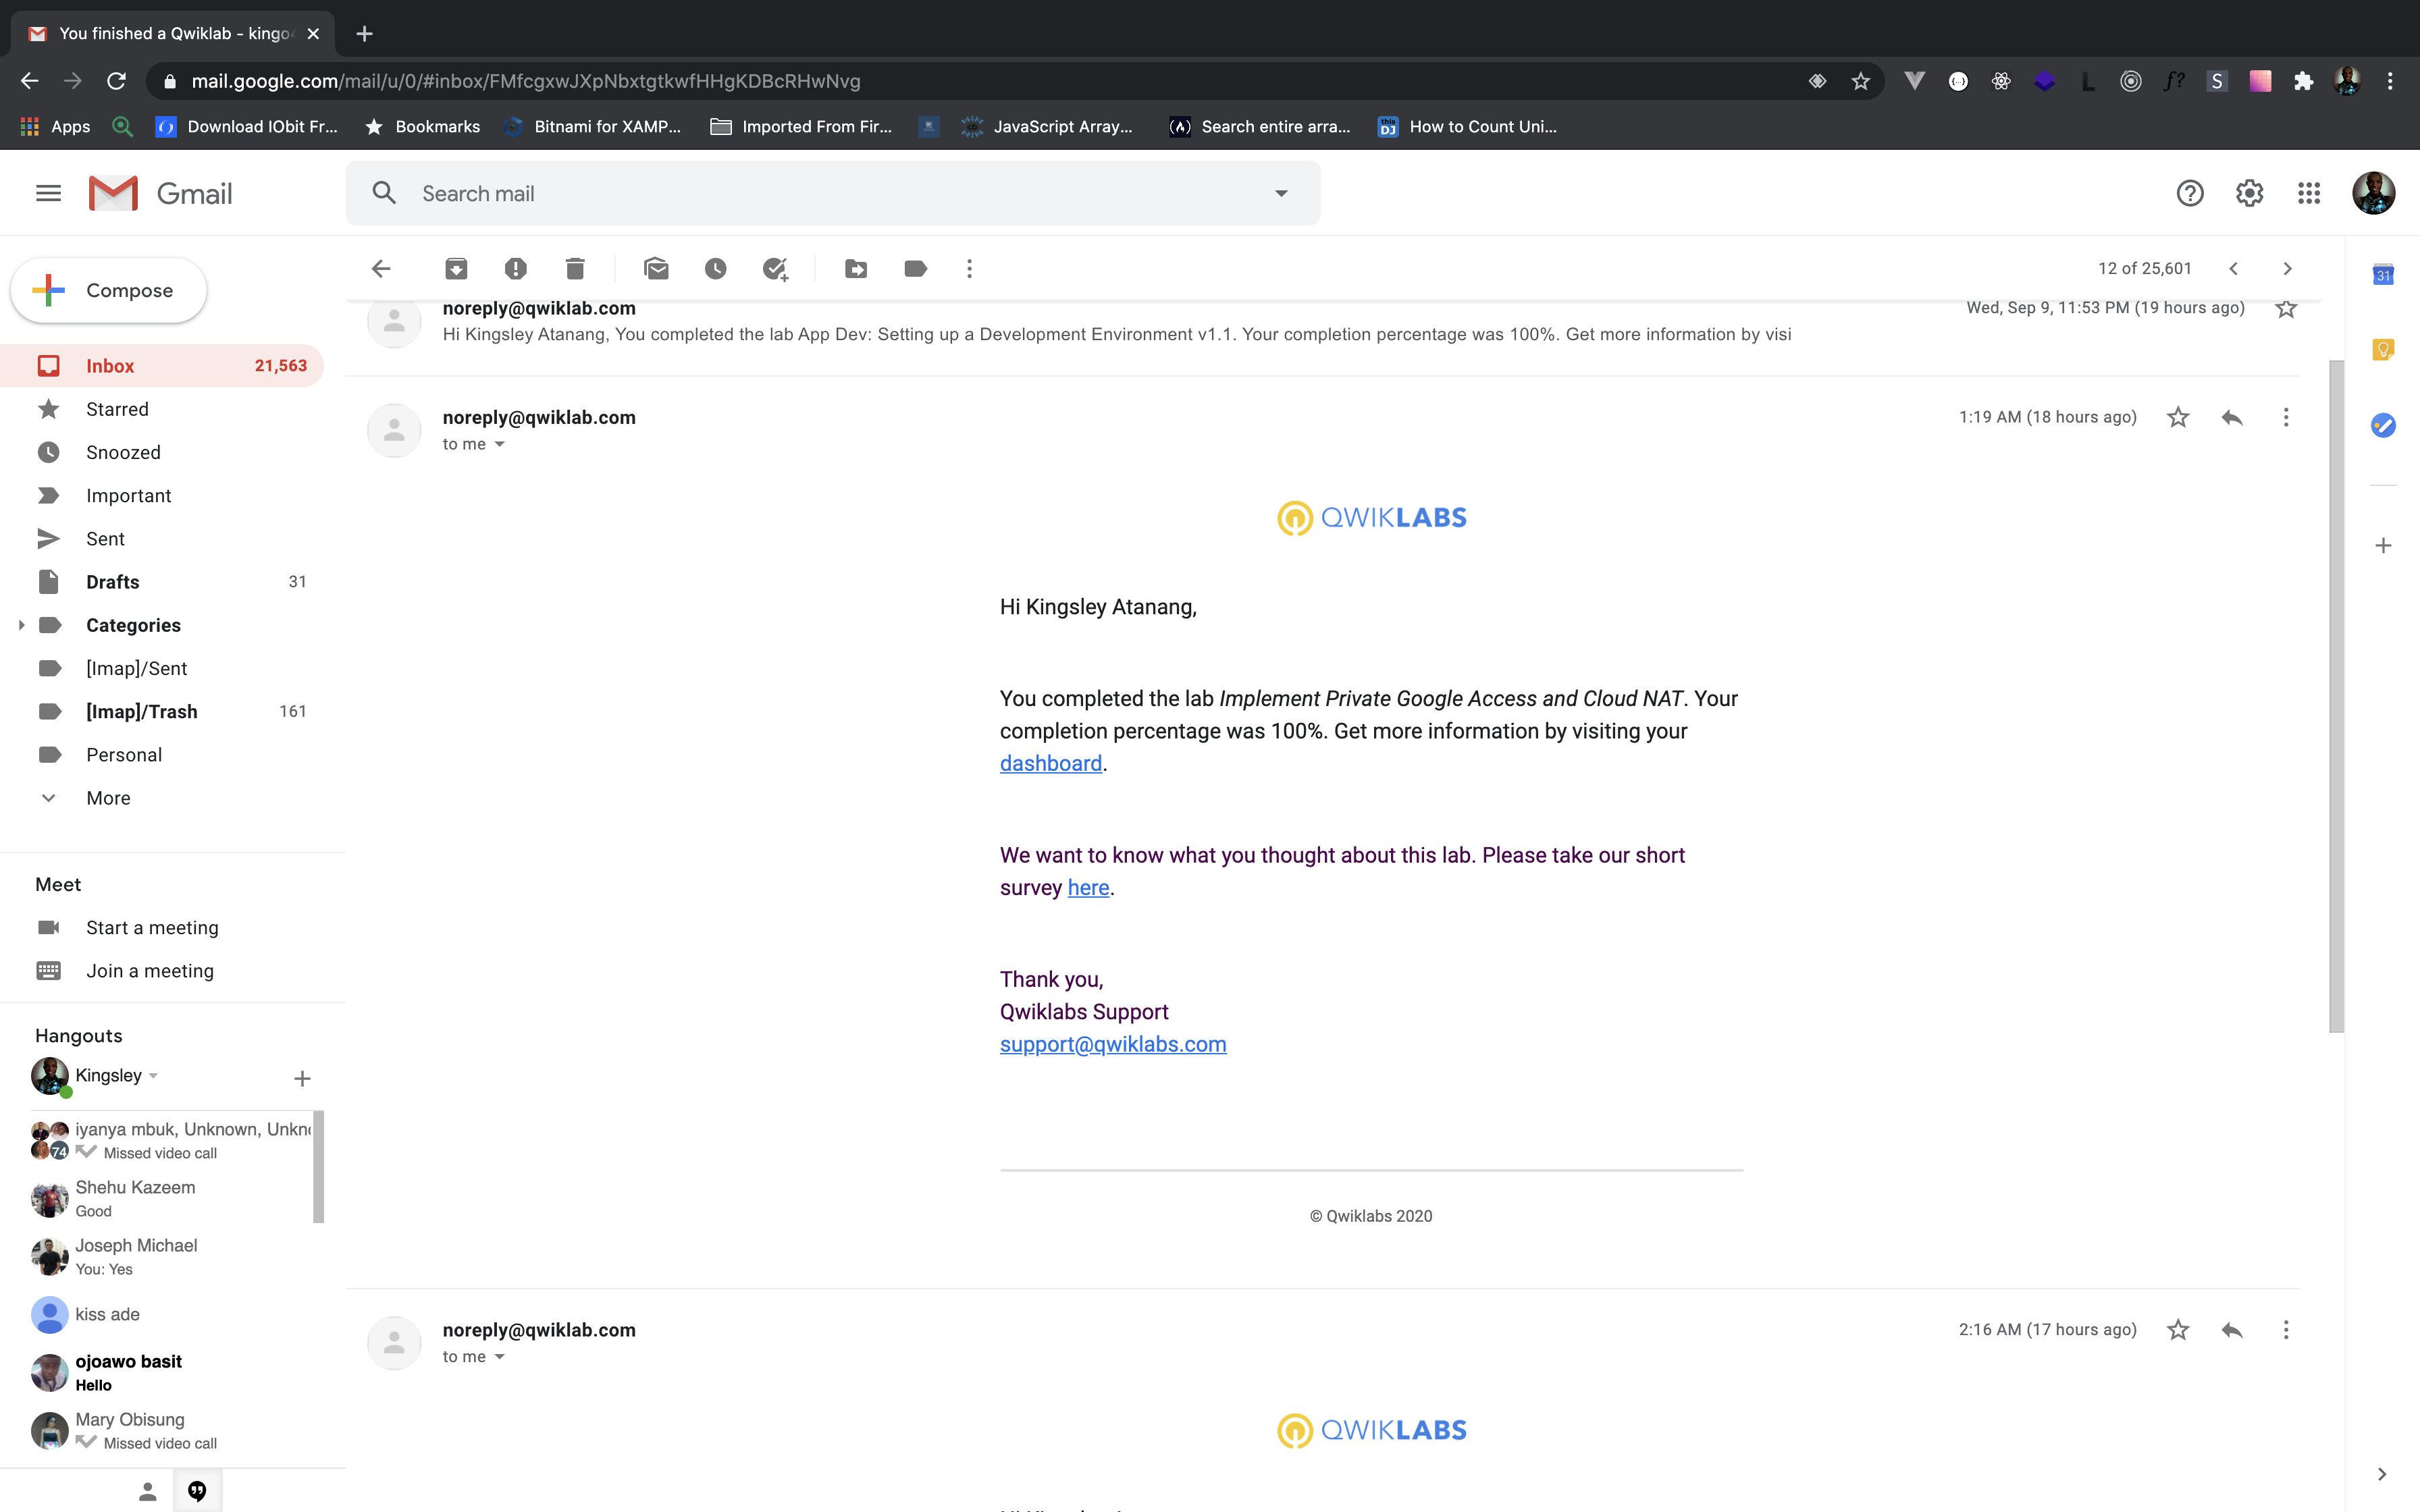 You finished a Qwiklab - kingo
mail.google.com/mail/u/0/#inbox/FMfcgxwJXpNbxtgtkwfHHgKDBcRHwNvg
Apps
Download IObit Fr...
Bookmarks
Bitnami for XAMP...
Imported From Fir...
JavaScript Array...
Search entire arra...
this DJ
How to Count Uni...
Gmail
Search mail
Compose
12 of 25,601
31
Inbox 21,563
Starred
Snoozed
Important
Sent
Drafts 31
Categories
[Imap]/Sent
[Imap]/Trash 161
Personal
More
Meet
Start a meeting
Join a meeting
Hangouts
Kingsley
iyanya mbuk, Unknown, Unkn
74 Missed video call
Shehu Kazeem
Good
Joseph Michael
You: Yes
kiss ade
ojoawo basit
Hello
Mary Obisung
Missed video call
noreply@qwiklab.com Wed, Sep 9, 11:53 PM (19 hours ago)
Hi Kingsley Atanang, You completed the lab App Dev: Setting up a Development Environment v1.1. Your completion percentage was 100%. Get more information by visi
noreply@qwiklab.com 1:19 AM (18 hours ago)
to me
QWIKLABS
Hi Kingsley Atanang,
You completed the lab Implement Private Google Access and Cloud NAT. Your
completion percentage was 100%. Get more information by visiting your
dashboard.
We want to know what you thought about this lab. Please take our short
survey here.
Thank you,
Qwiklabs Support
support@qwiklabs.com
© Qwiklabs 2020
noreply@qwiklab.com 2:16 AM (17 hours ago)
to me
QWIKLABS